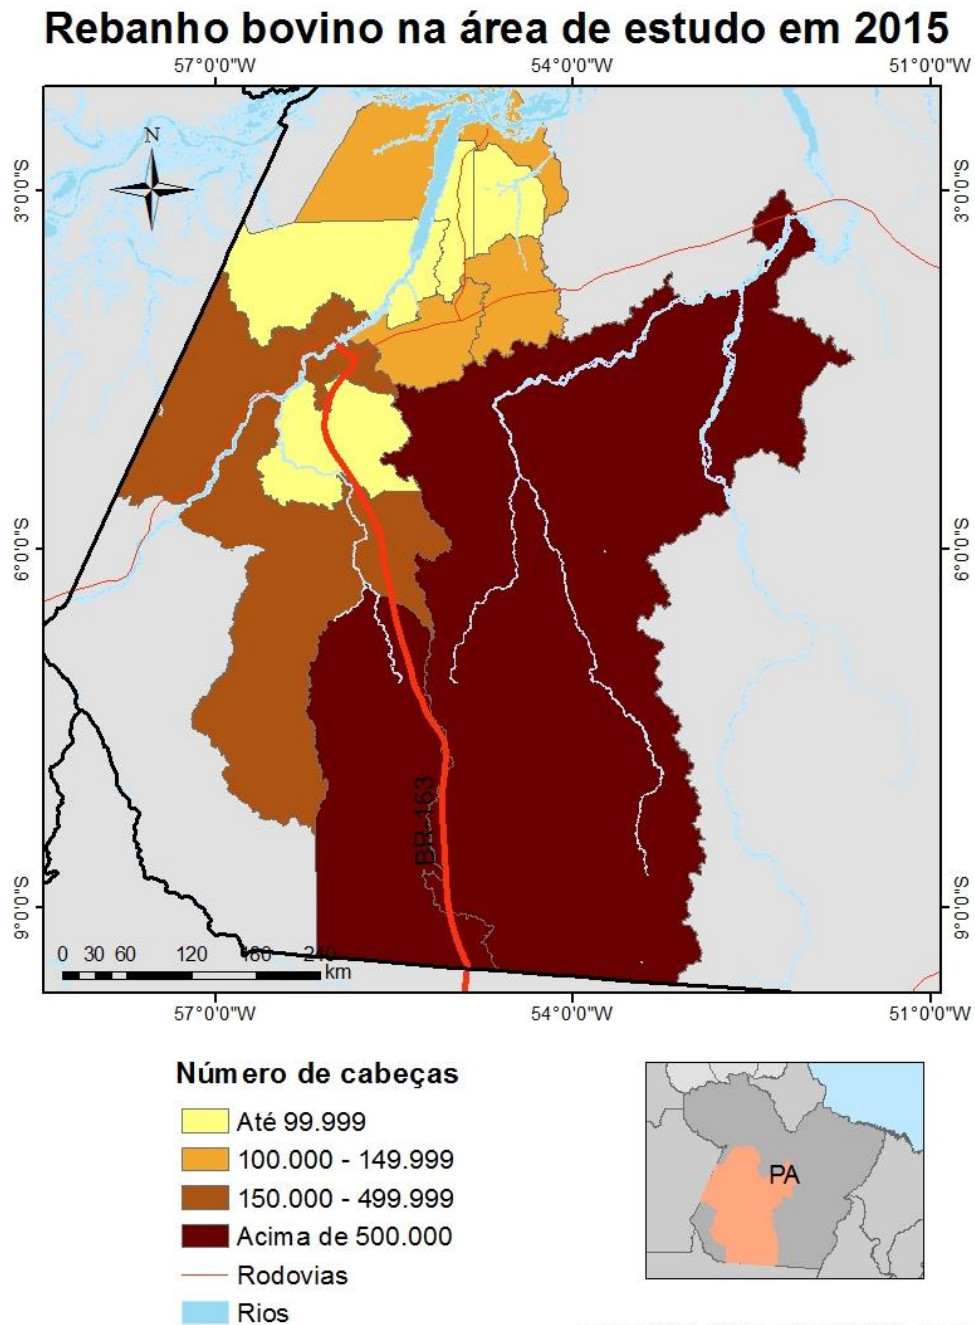 Rebanho bovino na área de estudo em 2015
57°0'0"W
54°0'0"W
51°0'0"W
N
3°0'0"S
3°0'0"S
6°0'0"S
6°0'0"S
BR-163
9°0'0"S
9°0'0"S
0 30 60 120 180 240
km
57°0'0"W
54°0'0"W
51°0'0"W
Número de cabeças
Até 99.999
100.000 - 149.999
150.000 - 499.999
Acima de 500.000
Rodovias
Rios
PA